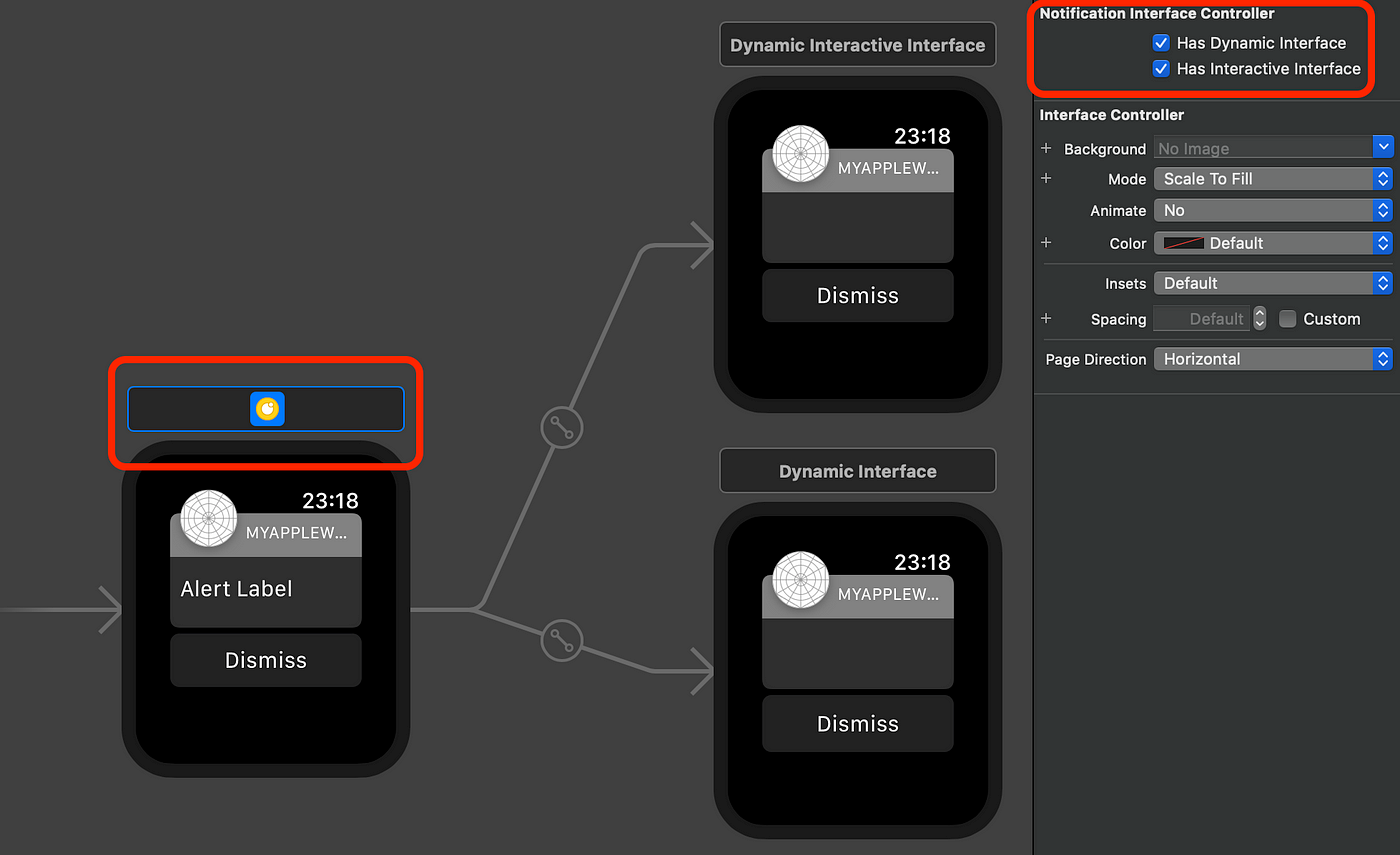 Dynamic Interactive Interface
23:18
MYAPPLEW...
Dismiss
23:18
MYAPPLEW...
Alert Label
Dismiss
Dynamic Interface
23:18
MYAPPLEW...
Dismiss
Notification Interface Controller
Has Dynamic Interface
Has Interactive Interface
Interface Controller
+ Background No Image
+ Mode Scale To Fill
Animate No
+ Color Default
Insets Default
+ Spacing Default Custom
Page Direction Horizontal